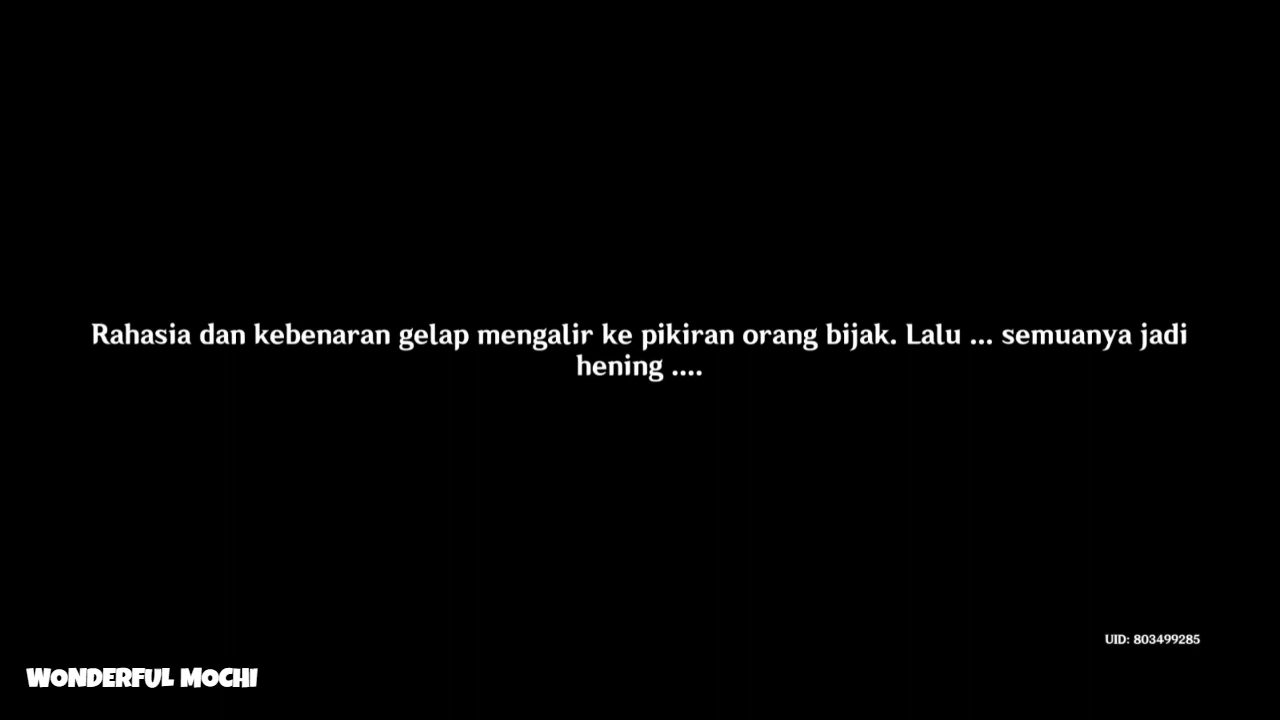 Rahasia dan kebenaran gelap mengalir ke pikiran orang bijak. Lalu ... semuanya jadi
hening ....
UID: 803499285
WONDERFUL MOCHI